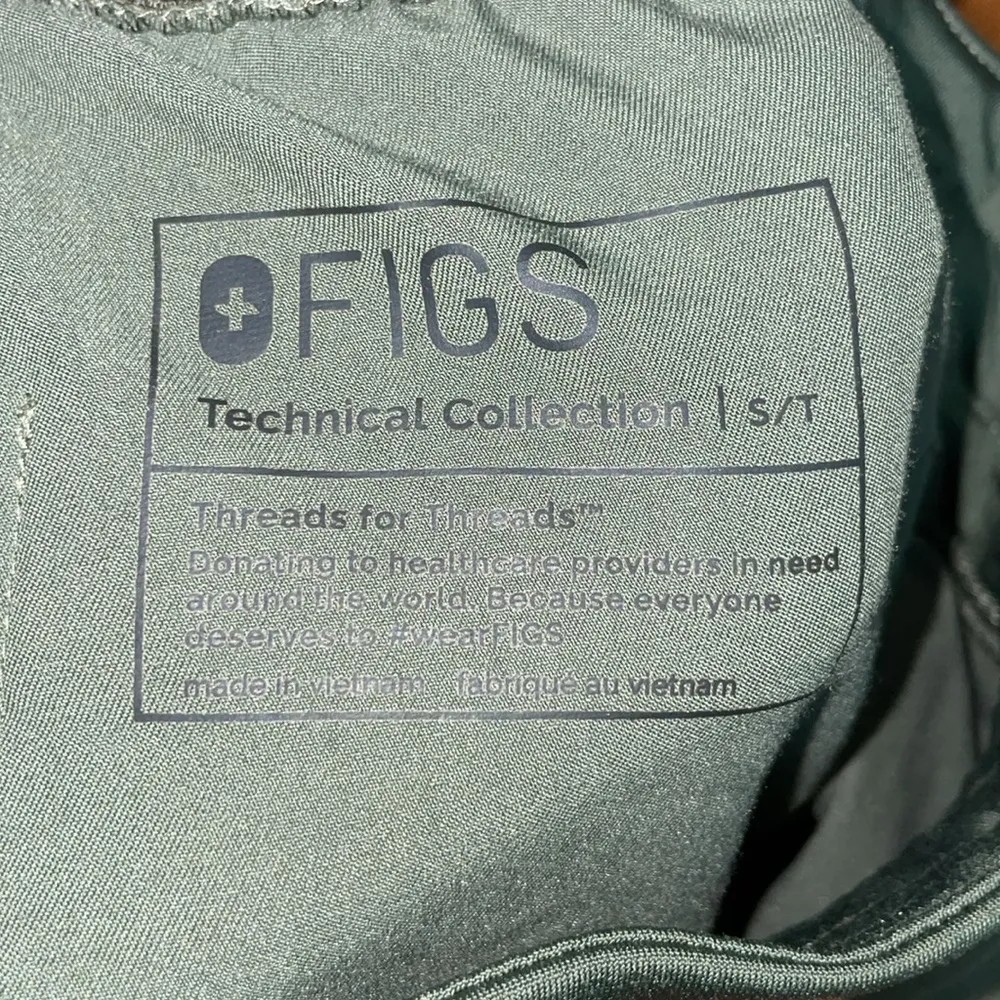 FIGS
Technical Collection | S/T
Threads for Threads™
Donating to healthcare providers in need
around the world. Because everyone
deserves to #wearFIGS
made in vietnam fabriqué au vietnam